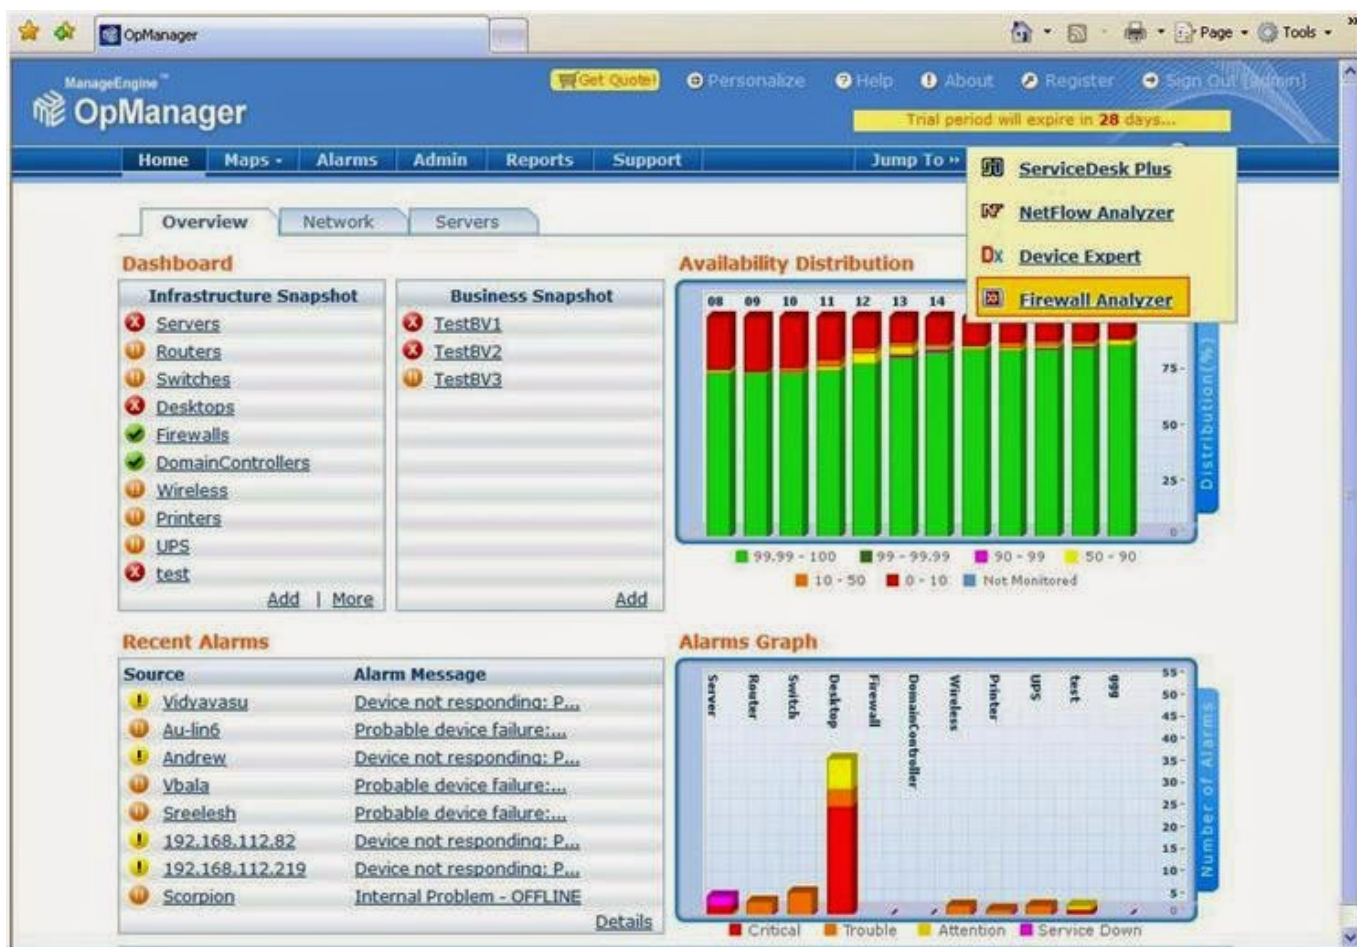 OpManager
Page
Tools
ManageEngine™
OpManager
Get Quote!
Personalize
Help
About
Register
Sign Out [admin]
Trial period will expire in 28 days...
Home
Maps
Alarms
Admin
Reports
Support
Jump To
ServiceDesk Plus
NetFlow Analyzer
Device Expert
Firewall Analyzer
Overview
Network
Servers
Dashboard
Infrastructure Snapshot
Servers
Routers
Switches
Desktops
Firewalls
DomainControllers
Wireless
Printers
UPS
test
Add | More
Business Snapshot
TestBV1
TestBV2
TestBV3
Add
Availability Distribution
08 09 10 11 12 13 14
75
50
25
0
Distribution(%)
99.99 - 100 99 - 99.99 90 - 99 50 - 90
10 - 50 0 - 10 Not Monitored
Recent Alarms
Source Alarm Message
Vidyavasu Device not responding: P...
Au-lin6 Probable device failure:...
Andrew Device not responding: P...
Vbala Probable device failure:...
Sreelesh Probable device failure:...
192.168.112.82 Device not responding: P...
192.168.112.219 Device not responding: P...
Scorpion Internal Problem - OFFLINE
Details
Alarms Graph
Server
Router
Switch
Desktop
Firewall
DomainController
Wireless
Printer
UPS
test
ggg
55
50
45
40
35
30
25
20
15
10
5
0
Number of Alarms
Critical Trouble Attention Service Down